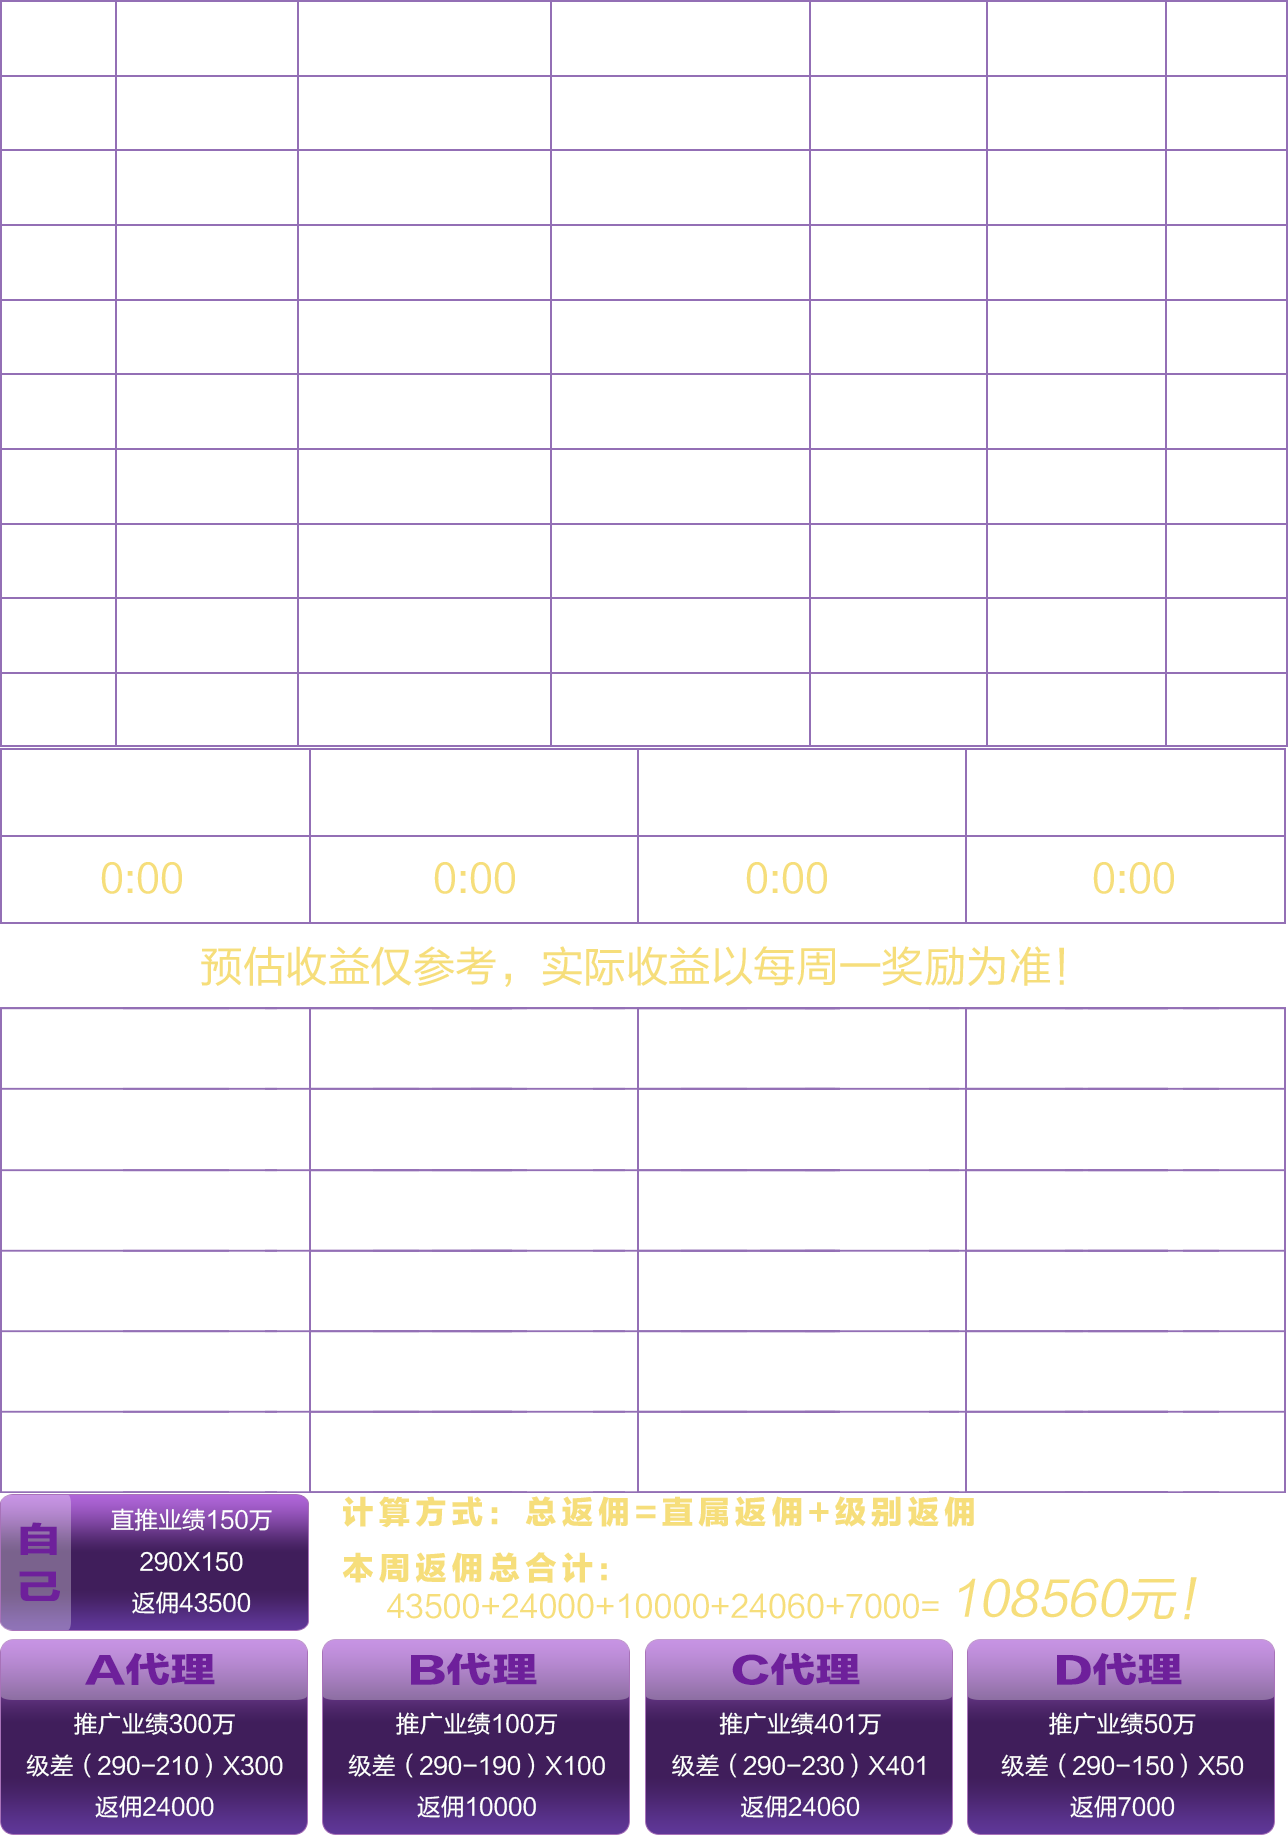 0:00 0:00 0:00 0:00
预估收益仅参考，实际收益以每周一奖励为准！
自己
直推业绩150万
290X150
返佣43500
计算方式：总返佣=直属返佣+级别返佣
本周返佣总合计：
43500+24000+10000+24060+7000= 108560元！
A代理
推广业绩300万
级差（290-210）X300
返佣24000
B代理
推广业绩100万
级差（290-190）X100
返佣10000
C代理
推广业绩401万
级差（290-230）X401
返佣24060
D代理
推广业绩50万
级差（290-150）X50
返佣7000